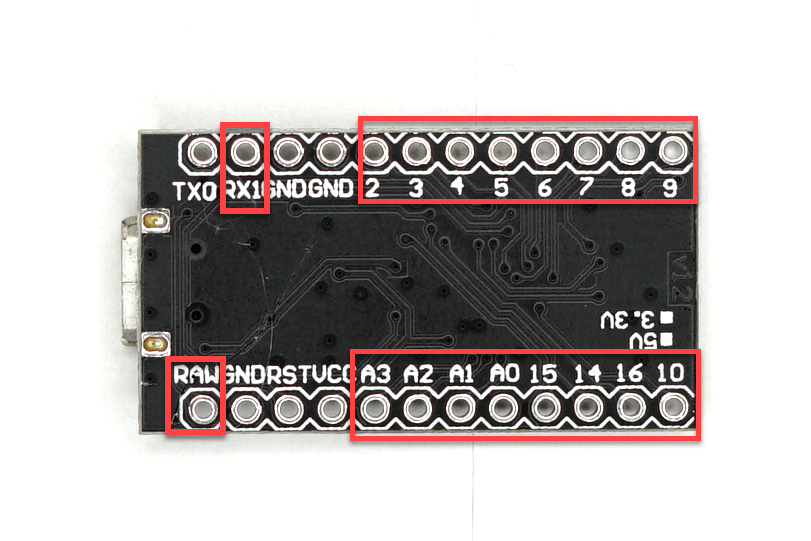 TXO RX1 GND GND 2 3 4 5 6 7 8 9
V12
3.3V
5V
RAW GND RST VCC A3 A2 A1 A0 15 14 16 10